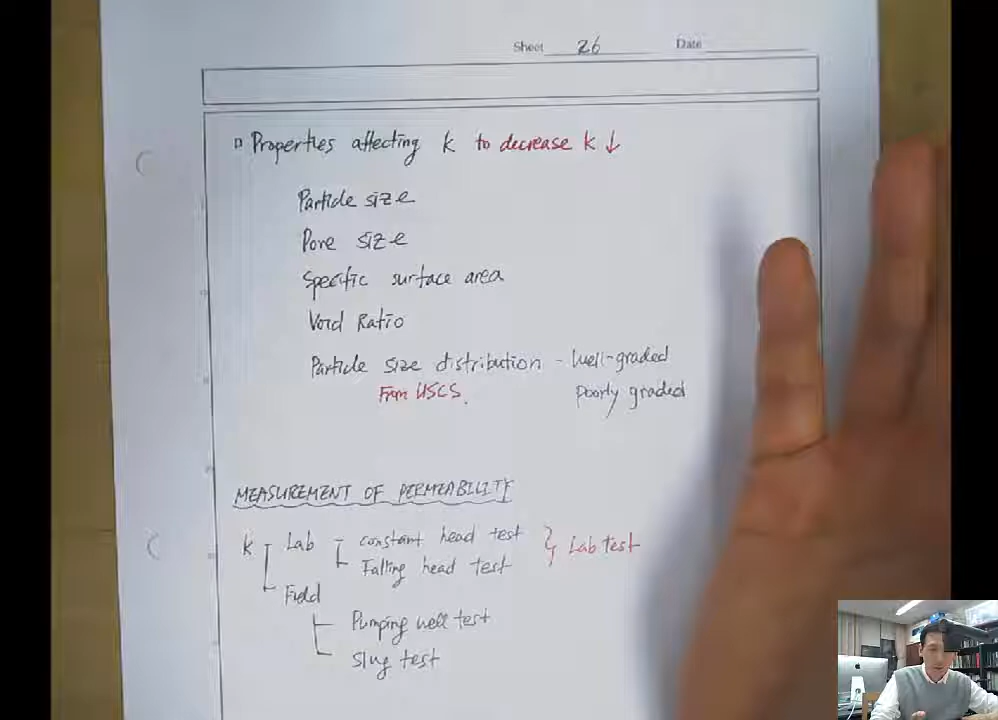 Sheet 26 Date
Properties affecting k to decrease k ↓
Particle size
Pore size
Specific surface area
Void Ratio
Particle size distribution - Well-graded
From USCS. Poorly graded
MEASUREMENT OF PERMEABILITY
k Lab - constant head test
Falling head test } Lab test
Field
Pumping well test
Slug test